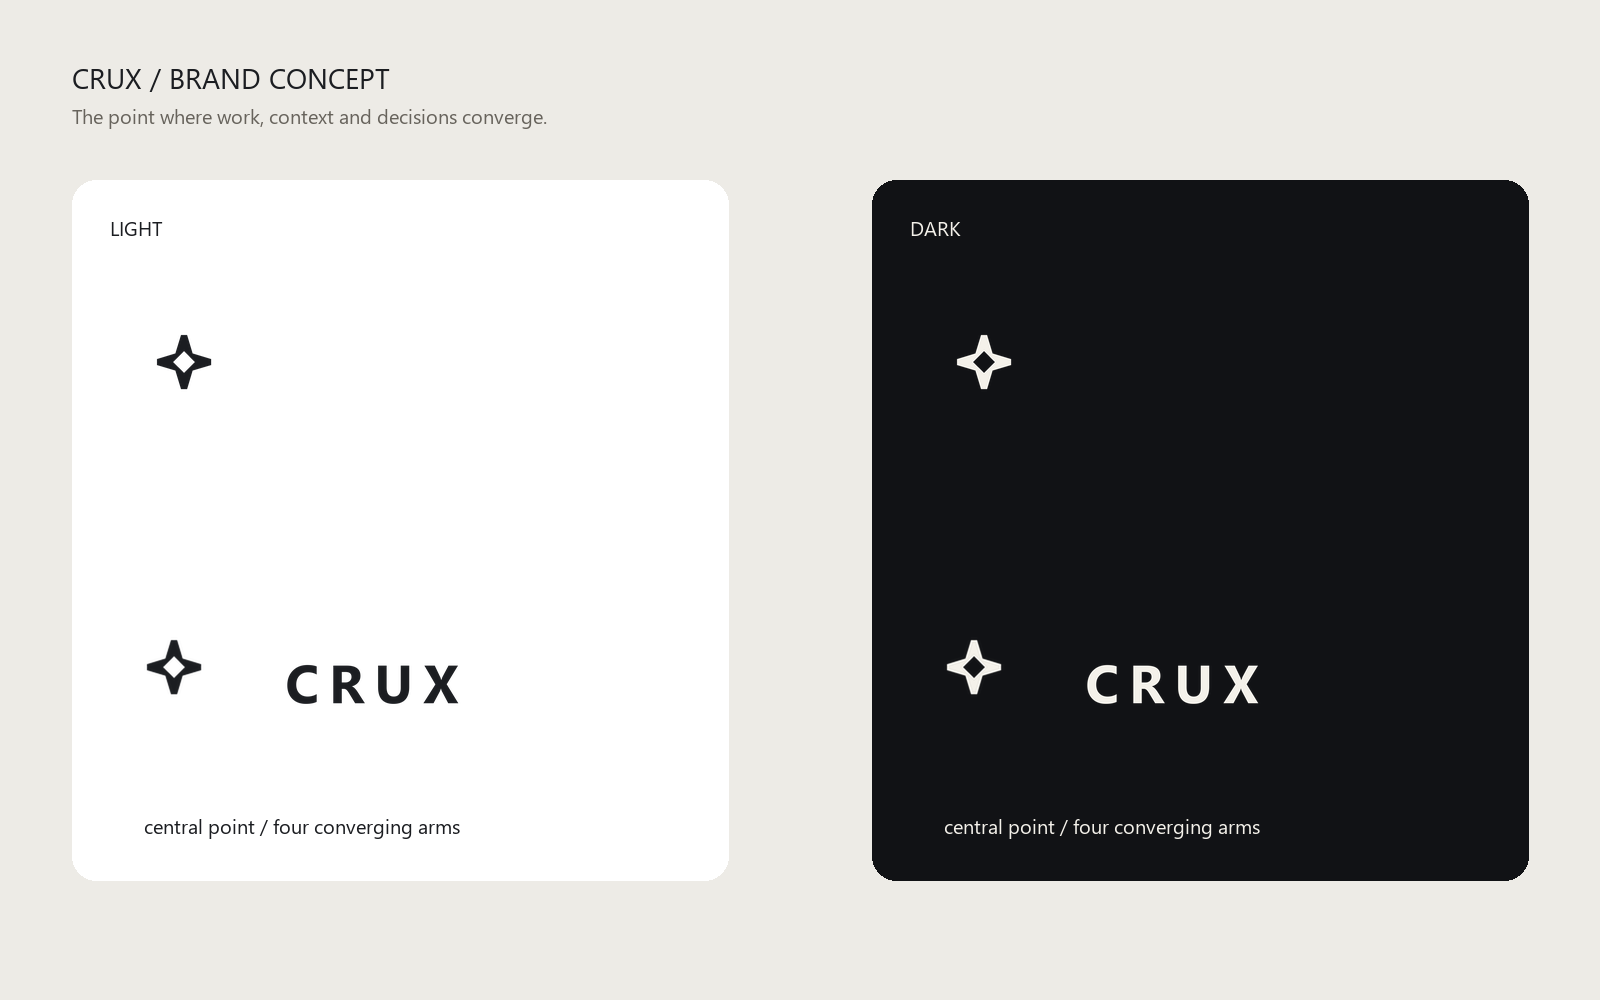 CRUX / BRAND CONCEPT
The point where work, context and decisions converge.
LIGHT
CRUX
central point / four converging arms
DARK
CRUX
central point / four converging arms